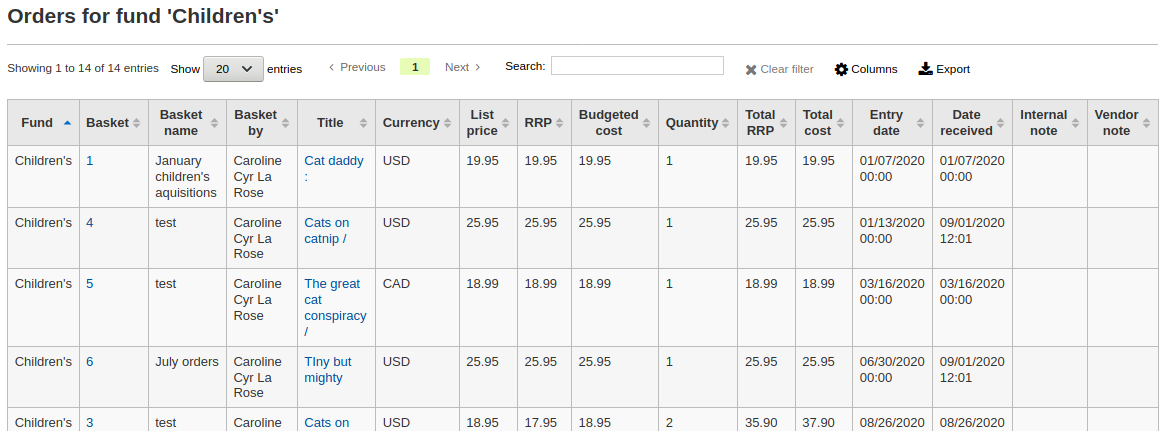 Orders for fund 'Children's'
Showing 1 to 14 of 14 entries Show 20 entries Previous 1 Next Search: Clear filter Columns Export
Fund Basket Basket name Basket by Title Currency List price RRP Budgeted cost Quantity Total RRP Total cost Entry date Date received Internal note Vendor note
Children's 1 January children's aquisitions Caroline Cyr La Rose Cat daddy : USD 19.95 19.95 19.95 1 19.95 19.95 01/07/2020 00:00 01/07/2020 00:00
Children's 4 test Caroline Cyr La Rose Cats on catnip / USD 25.95 25.95 25.95 1 25.95 25.95 01/13/2020 00:00 09/01/2020 12:01
Children's 5 test Caroline Cyr La Rose The great cat conspiracy / CAD 18.99 18.99 18.99 1 18.99 18.99 03/16/2020 00:00 03/16/2020 00:00
Children's 6 July orders Caroline Cyr La Rose TIny but mighty USD 25.95 25.95 25.95 1 25.95 25.95 06/30/2020 00:00 09/01/2020 12:01
Children's 3 test Caroline Cats on USD 18.95 17.95 18.95 2 35.90 37.90 08/26/2020 08/26/2020